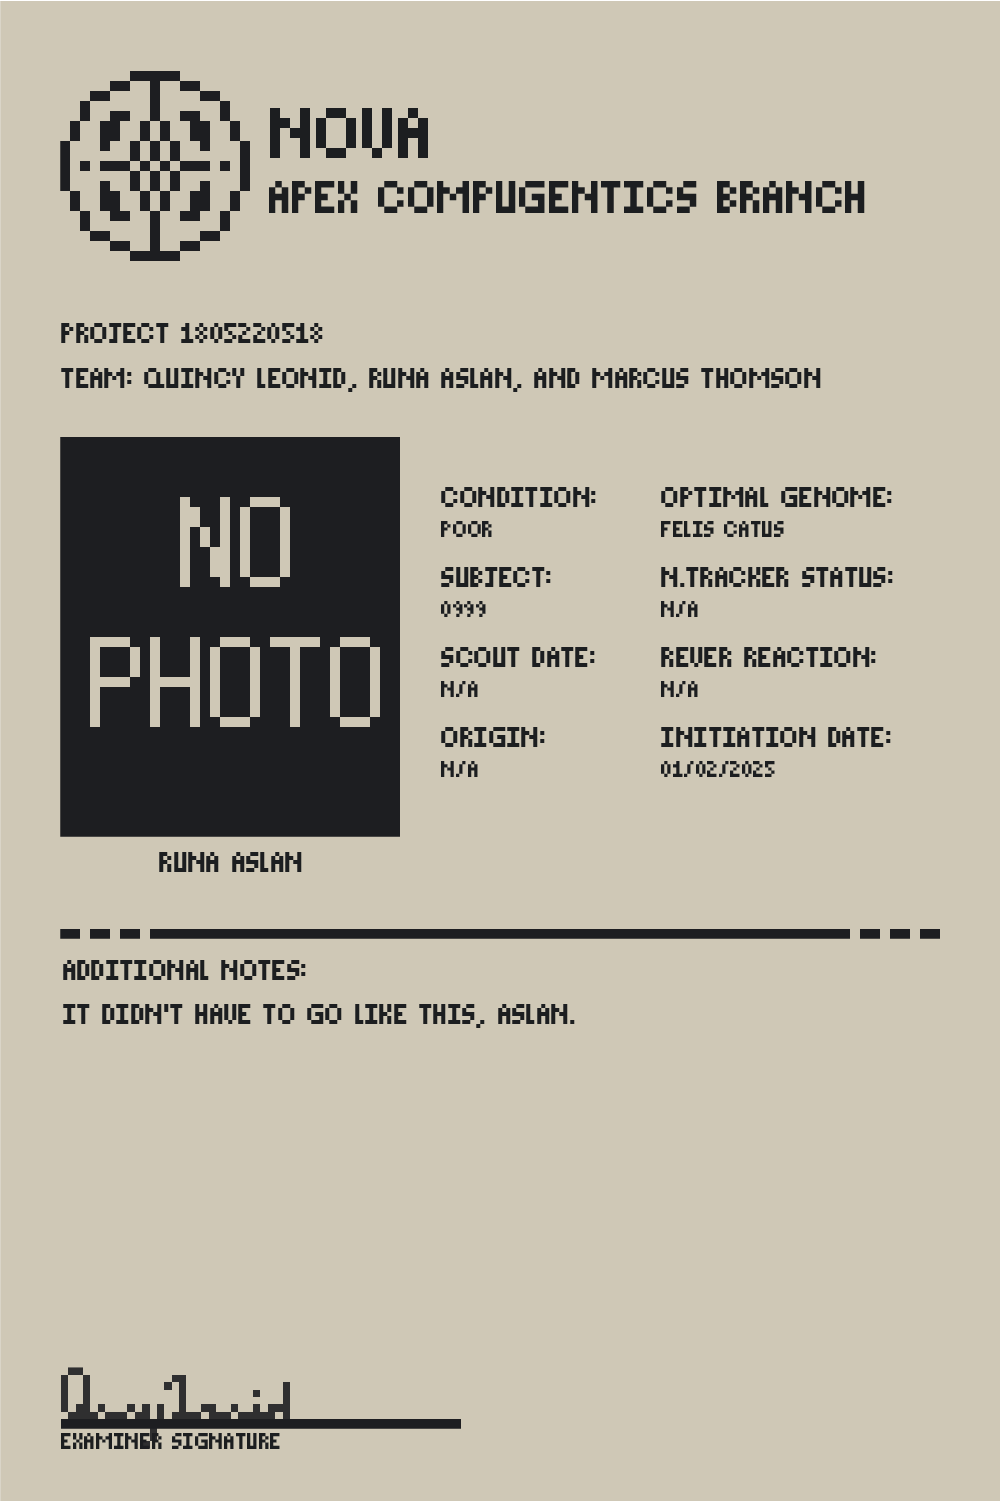 NOVA
APEX COMPUGENTICS BRANCH
PROJECT 1805220518
TEAM: QUINCY LEONID, RUNA ASLAN, AND MARCUS THOMSON
NO
PHOTO
RUNA ASLAN
CONDITION:
POOR
SUBJECT:
0999
SCOUT DATE:
N/A
ORIGIN:
N/A
OPTIMAL GENOME:
FELIS CATUS
N.TRACKER STATUS:
N/A
REVER REACTION:
N/A
INITIATION DATE:
01/02/2025
ADDITIONAL NOTES:
IT DIDN'T HAVE TO GO LIKE THIS, ASLAN.
EXAMINER SIGNATURE